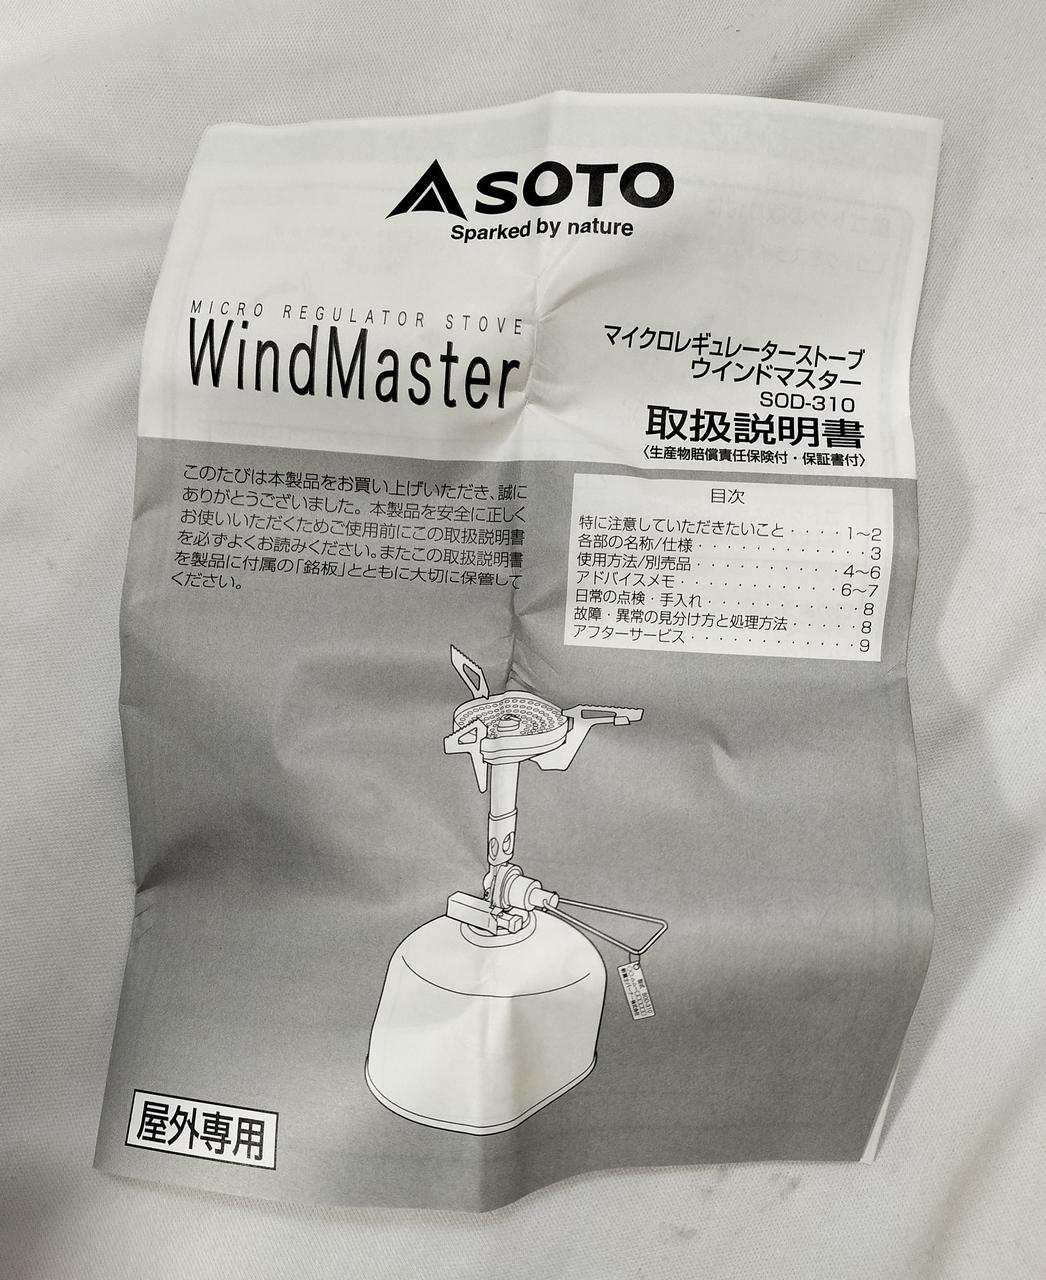 SOTO
Sparked by nature
MICRO REGULATOR STOVE
WindMaster
マイクロレギュレーターストーブ
ウインドマスター
SOD-310
取扱説明書
〈生産物賠償責任保険付・保証書付〉
このたびは本製品をお買い上げいただき、誠に
ありがとうございました。本製品を安全に正しく
お使いいただくためご使用前にこの取扱説明書
を必ずよくお読みください。またこの取扱説明書
を製品に付属の「銘板」とともに大切に保管して
ください。
目次
特に注意していただきたいこと・・・・1〜2
各部の名称/仕様・・・・・・・・・・・・3
使用方法/別売品・・・・・・・・・・4〜6
アドバイスメモ・・・・・・・・・・・6〜7
日常の点検・手入れ・・・・・・・・・・・8
故障・異常の見分け方と処理方法・・・・・8
アフターサービス・・・・・・・・・・・・9
屋外専用